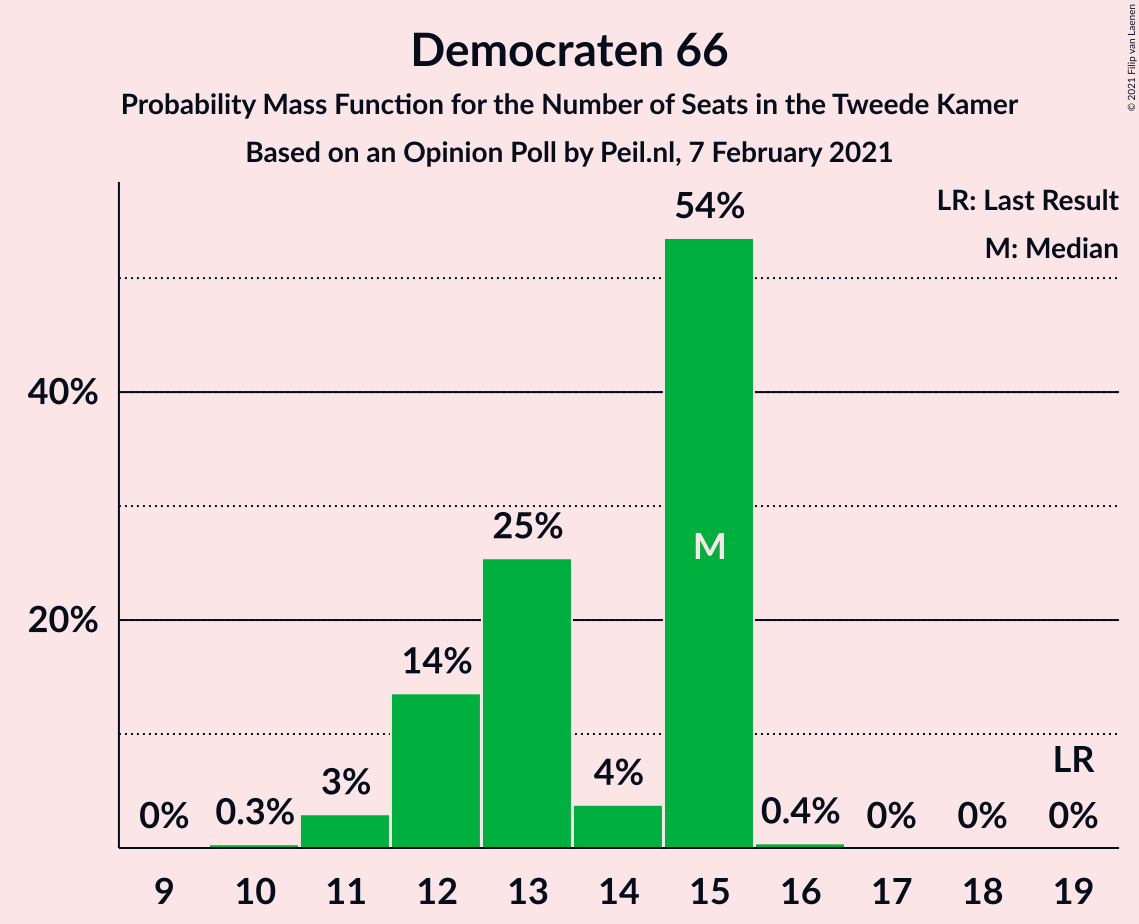 Democraten 66
Probability Mass Function for the Number of Seats in the Tweede Kamer
Based on an Opinion Poll by Peil.nl, 7 February 2021
© 2021 Filip van Laenen
LR: Last Result
M: Median
54%
40%
25%
M
20%
14%
LR
3%
4%
0%
0.3%
0.4%
0%
0%
0%
9 10 11 12 13 14 15 16 17 18 19